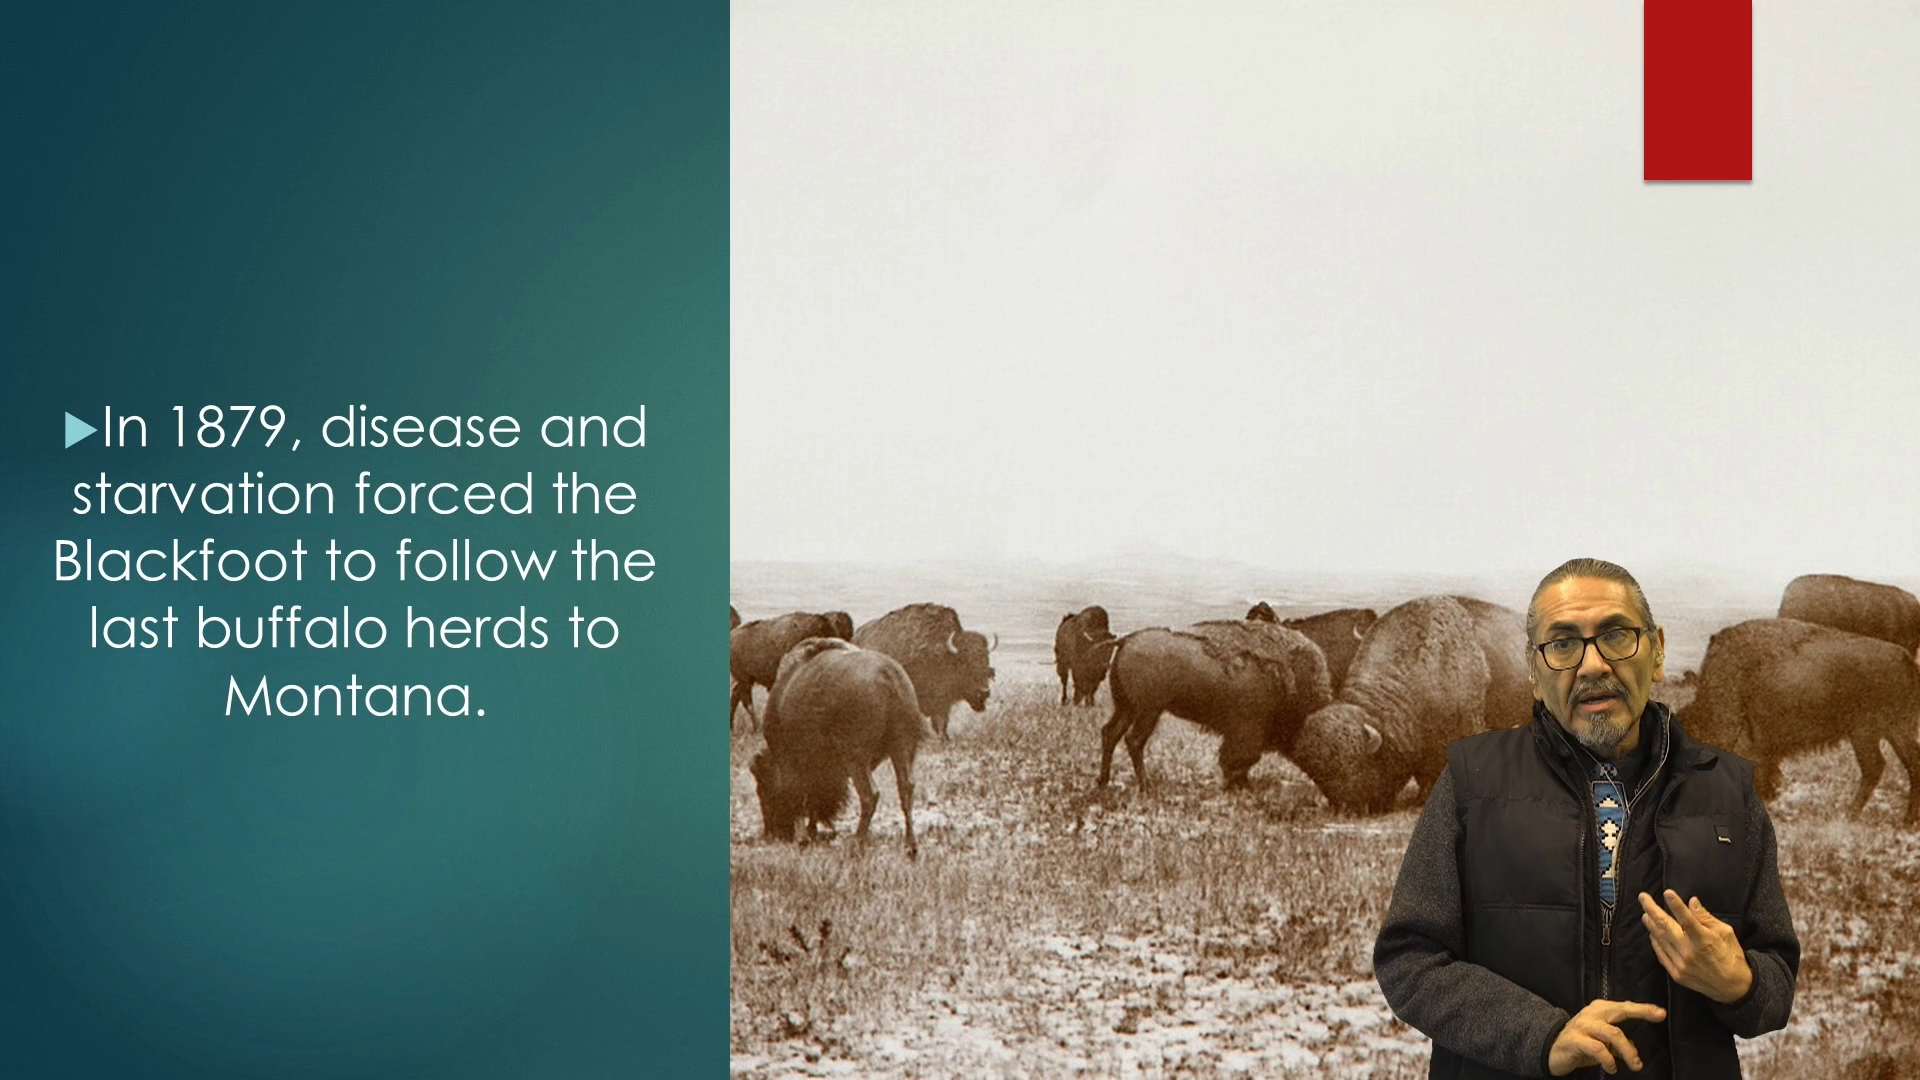 In 1879, disease and
starvation forced the
Blackfoot to follow the
last buffalo herds to
Montana.